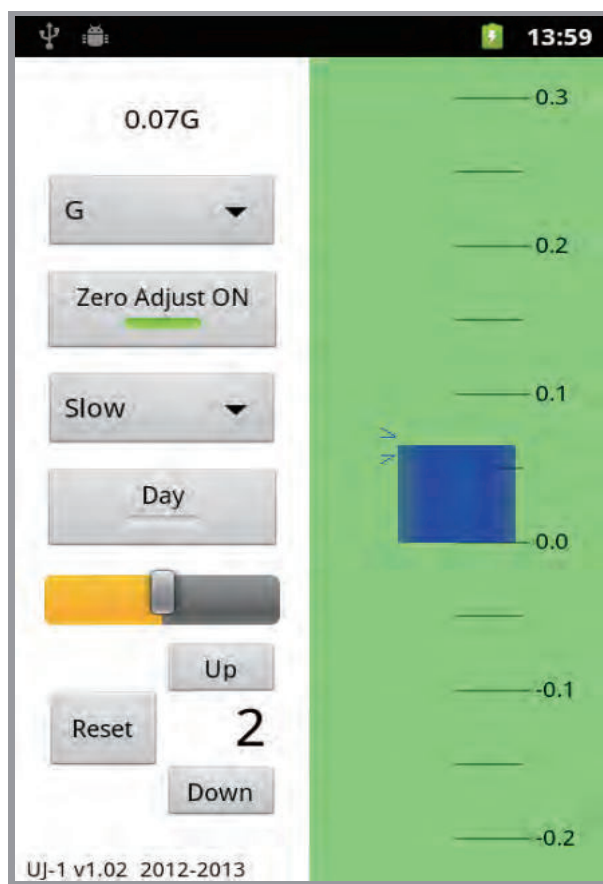 13:59
0.07G
G
Zero Adjust ON
Slow
Day
Up
Reset
2
Down
UJ-1 v1.02 2012-2013
0.3
0.2
0.1
0.0
-0.1
-0.2